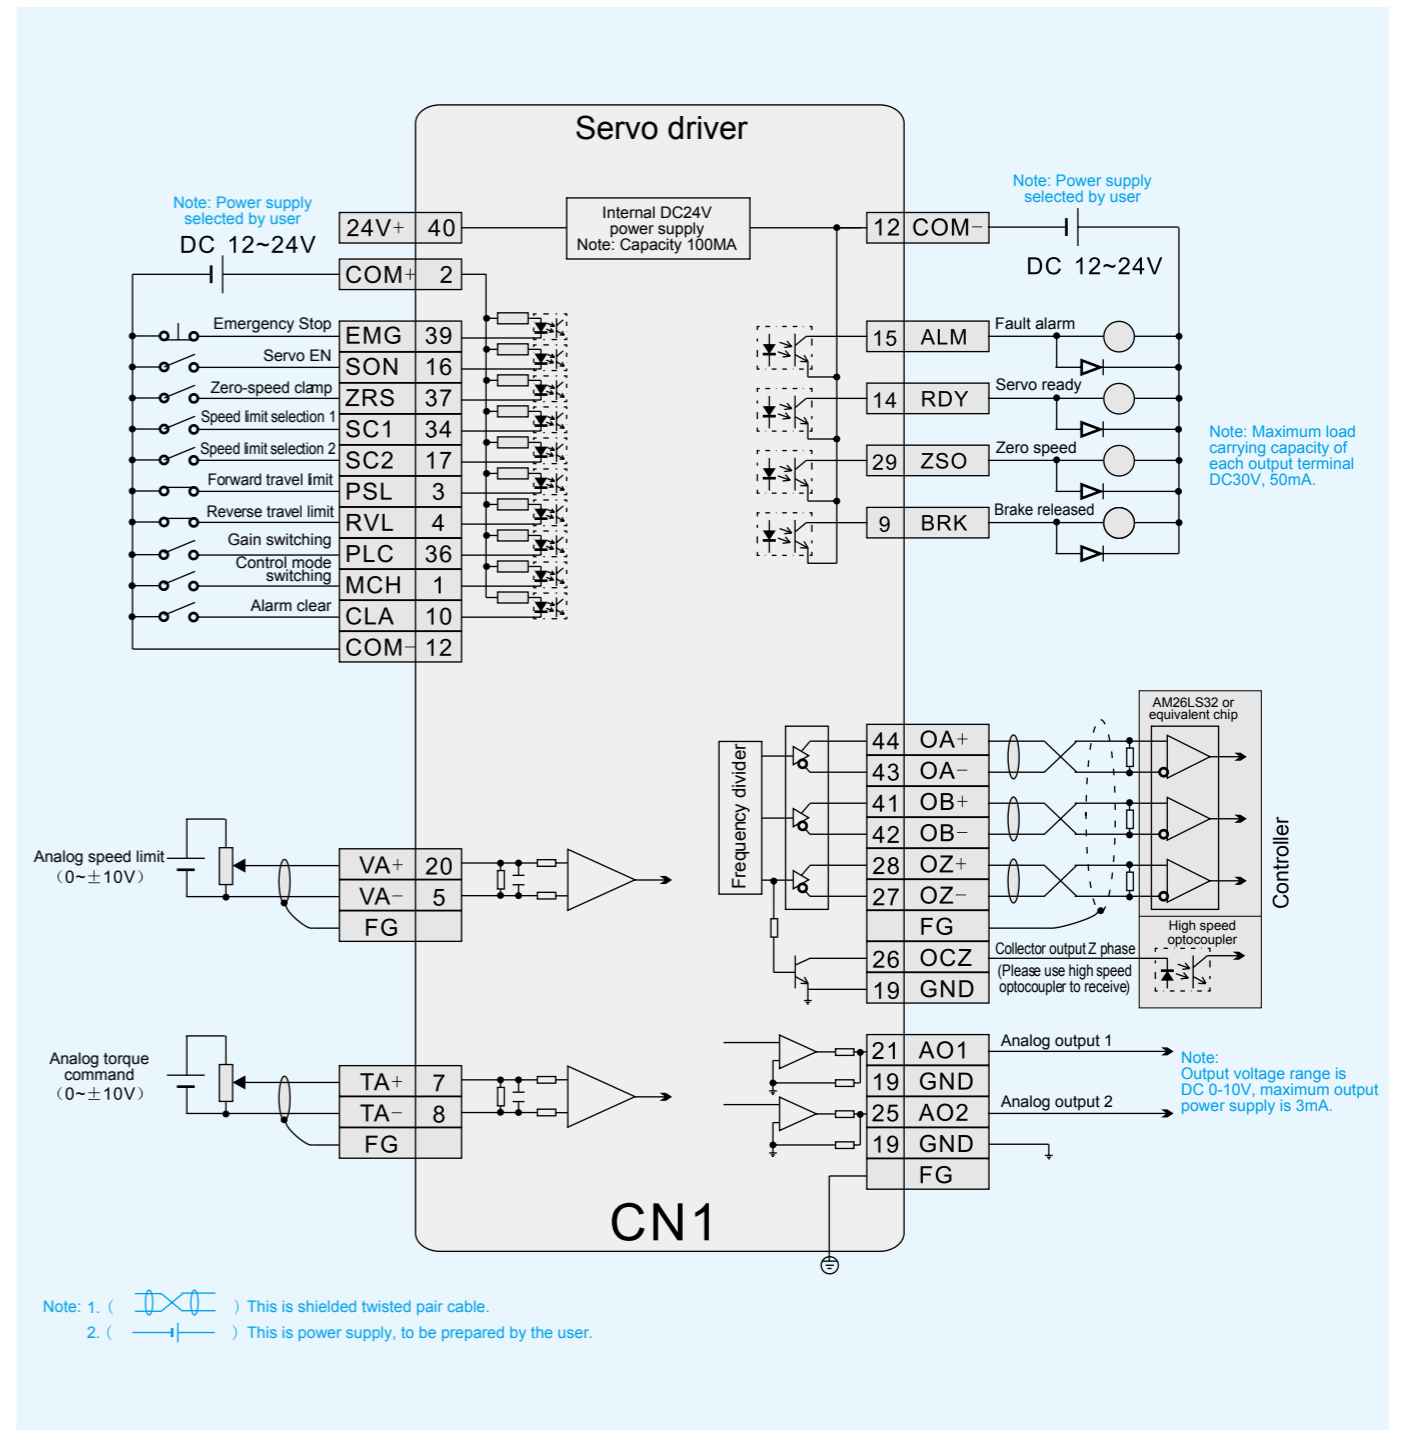 Servo driver
Note: Power supply
selected by user
DC 12~24V
24V+ 40
COM+ 2
Internal DC24V
power supply
Note: Capacity 100MA
12 COM-
Note: Power supply
selected by user
DC 12~24V
Emergency Stop EMG 39
Servo EN SON 16
Zero-speed clamp ZRS 37
Speed limit selection 1 SC1 34
Speed limit selection 2 SC2 17
Forward travel limit PSL 3
Reverse travel limit RVL 4
Gain switching PLC 36
Control mode
switching MCH 1
Alarm clear CLA 10
COM- 12
15 ALM Fault alarm
14 RDY Servo ready
29 ZSO Zero speed
9 BRK Brake released
Note: Maximum load
carrying capacity of
each output terminal
DC30V, 50mA.
Analog speed limit
(0~±10V)
VA+ 20
VA- 5
FG
Analog torque
command
(0~±10V)
TA+ 7
TA- 8
FG
Frequency divider
44 OA+
43 OA-
41 OB+
42 OB-
28 OZ+
27 OZ-
FG
26 OCZ
19 GND
Collector output Z phase
(Please use high speed
optocoupler to receive)
AM26LS32 or
equivalent chip
High speed
optocoupler
Controller
21 AO1 Analog output 1
19 GND
25 AO2 Analog output 2
19 GND
FG
Note:
Output voltage range is
DC 0-10V, maximum output
power supply is 3mA.
CN1
Note: 1. ( ) This is shielded twisted pair cable.
2. ( ) This is power supply, to be prepared by the user.